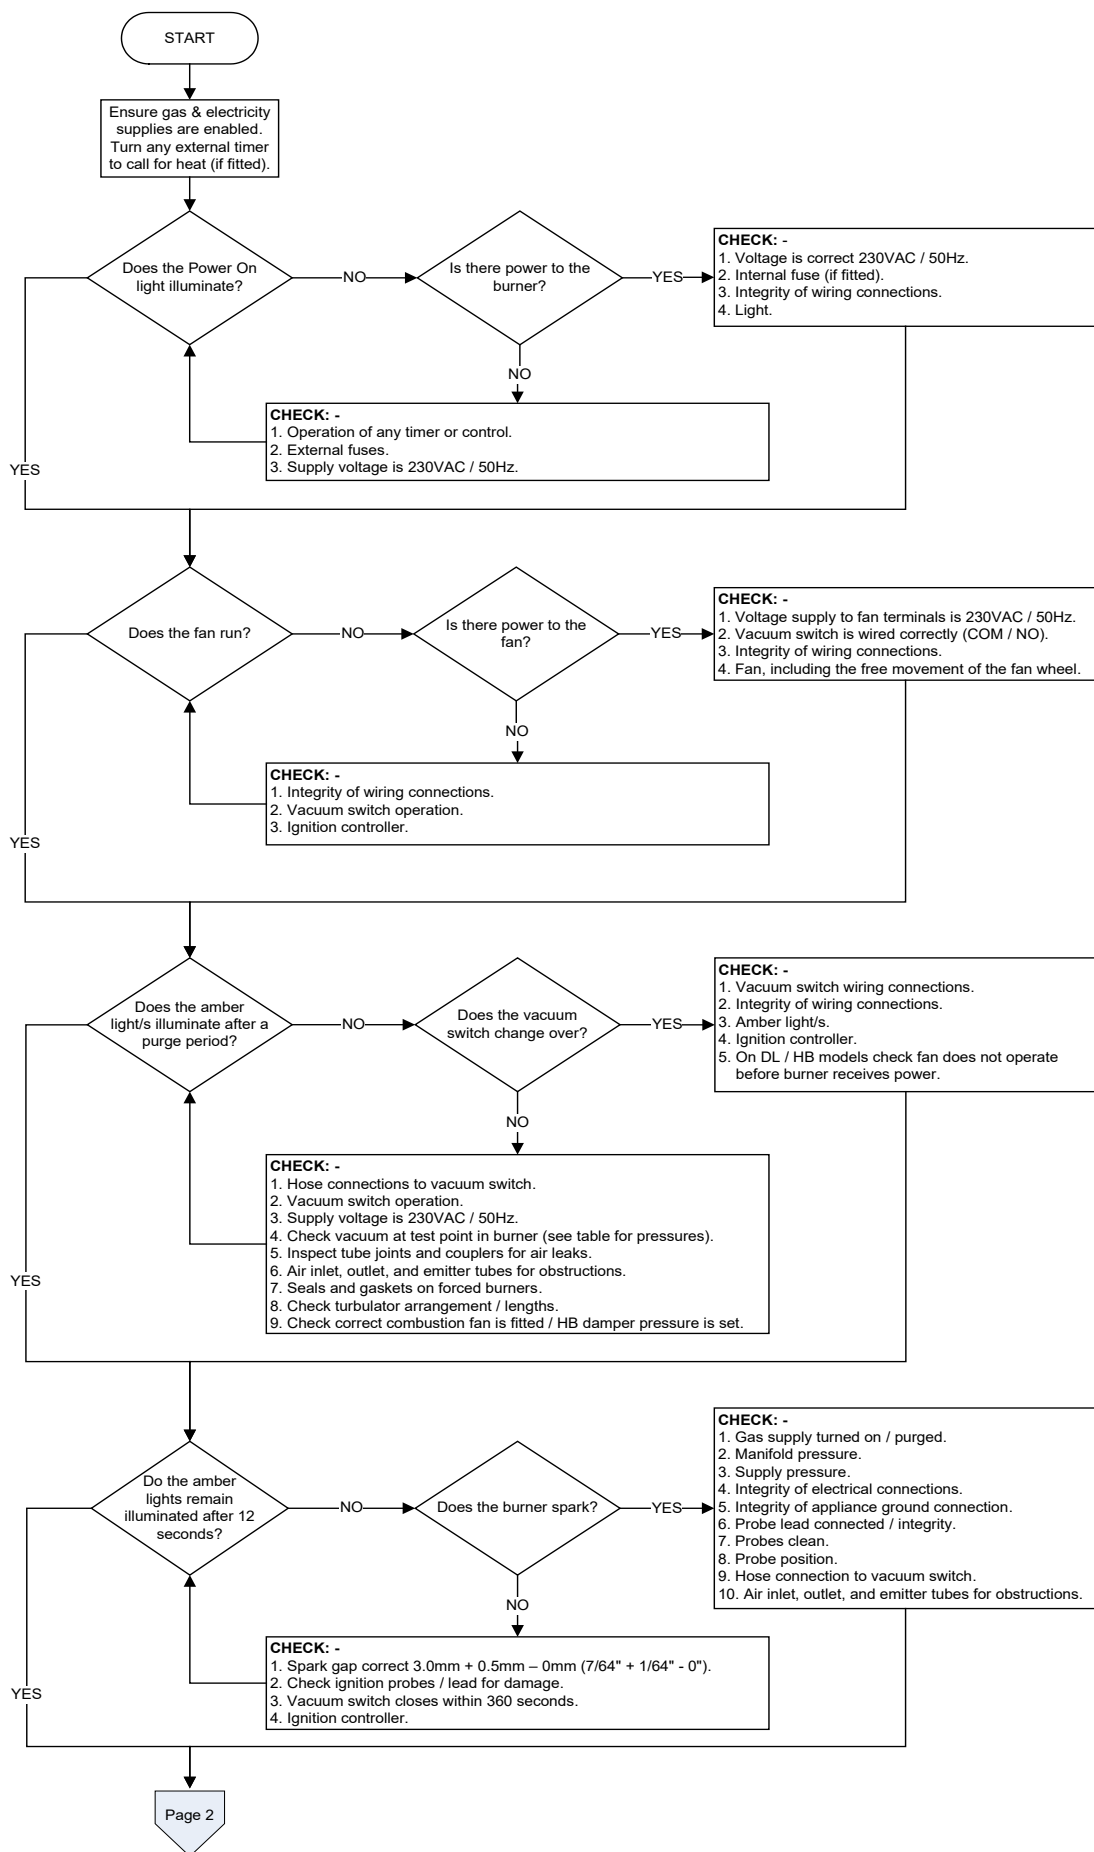 START
Ensure gas & electricity
supplies are enabled.
Turn any external timer
to call for heat (if fitted).
Does the Power On
light illuminate?
NO
Is there power to the
burner?
YES
CHECK: -
1. Voltage is correct 230VAC / 50Hz.
2. Internal fuse (if fitted).
3. Integrity of wiring connections.
4. Light.
NO
CHECK: -
1. Operation of any timer or control.
2. External fuses.
3. Supply voltage is 230VAC / 50Hz.
YES
Does the fan run?
NO
Is there power to the
fan?
YES
CHECK: -
1. Voltage supply to fan terminals is 230VAC / 50Hz.
2. Vacuum switch is wired correctly (COM / NO).
3. Integrity of wiring connections.
4. Fan, including the free movement of the fan wheel.
NO
CHECK: -
1. Integrity of wiring connections.
2. Vacuum switch operation.
3. Ignition controller.
YES
Does the amber
light/s illuminate after a
purge period?
NO
Does the vacuum
switch change over?
YES
CHECK: -
1. Vacuum switch wiring connections.
2. Integrity of wiring connections.
3. Amber light/s.
4. Ignition controller.
5. On DL / HB models check fan does not operate
before burner receives power.
NO
CHECK: -
1. Hose connections to vacuum switch.
2. Vacuum switch operation.
3. Supply voltage is 230VAC / 50Hz.
4. Check vacuum at test point in burner (see table for pressures).
5. Inspect tube joints and couplers for air leaks.
6. Air inlet, outlet, and emitter tubes for obstructions.
7. Seals and gaskets on forced burners.
8. Check turbulator arrangement / lengths.
9. Check correct combustion fan is fitted / HB damper pressure is set.
YES
Do the amber
lights remain
illuminated after 12
seconds?
NO
Does the burner spark?
YES
CHECK: -
1. Gas supply turned on / purged.
2. Manifold pressure.
3. Supply pressure.
4. Integrity of electrical connections.
5. Integrity of appliance ground connection.
6. Probe lead connected / integrity.
7. Probes clean.
8. Probe position.
9. Hose connection to vacuum switch.
10. Air inlet, outlet, and emitter tubes for obstructions.
NO
CHECK: -
1. Spark gap correct 3.0mm + 0.5mm – 0mm (7/64" + 1/64" - 0").
2. Check ignition probes / lead for damage.
3. Vacuum switch closes within 360 seconds.
4. Ignition controller.
YES
Page 2